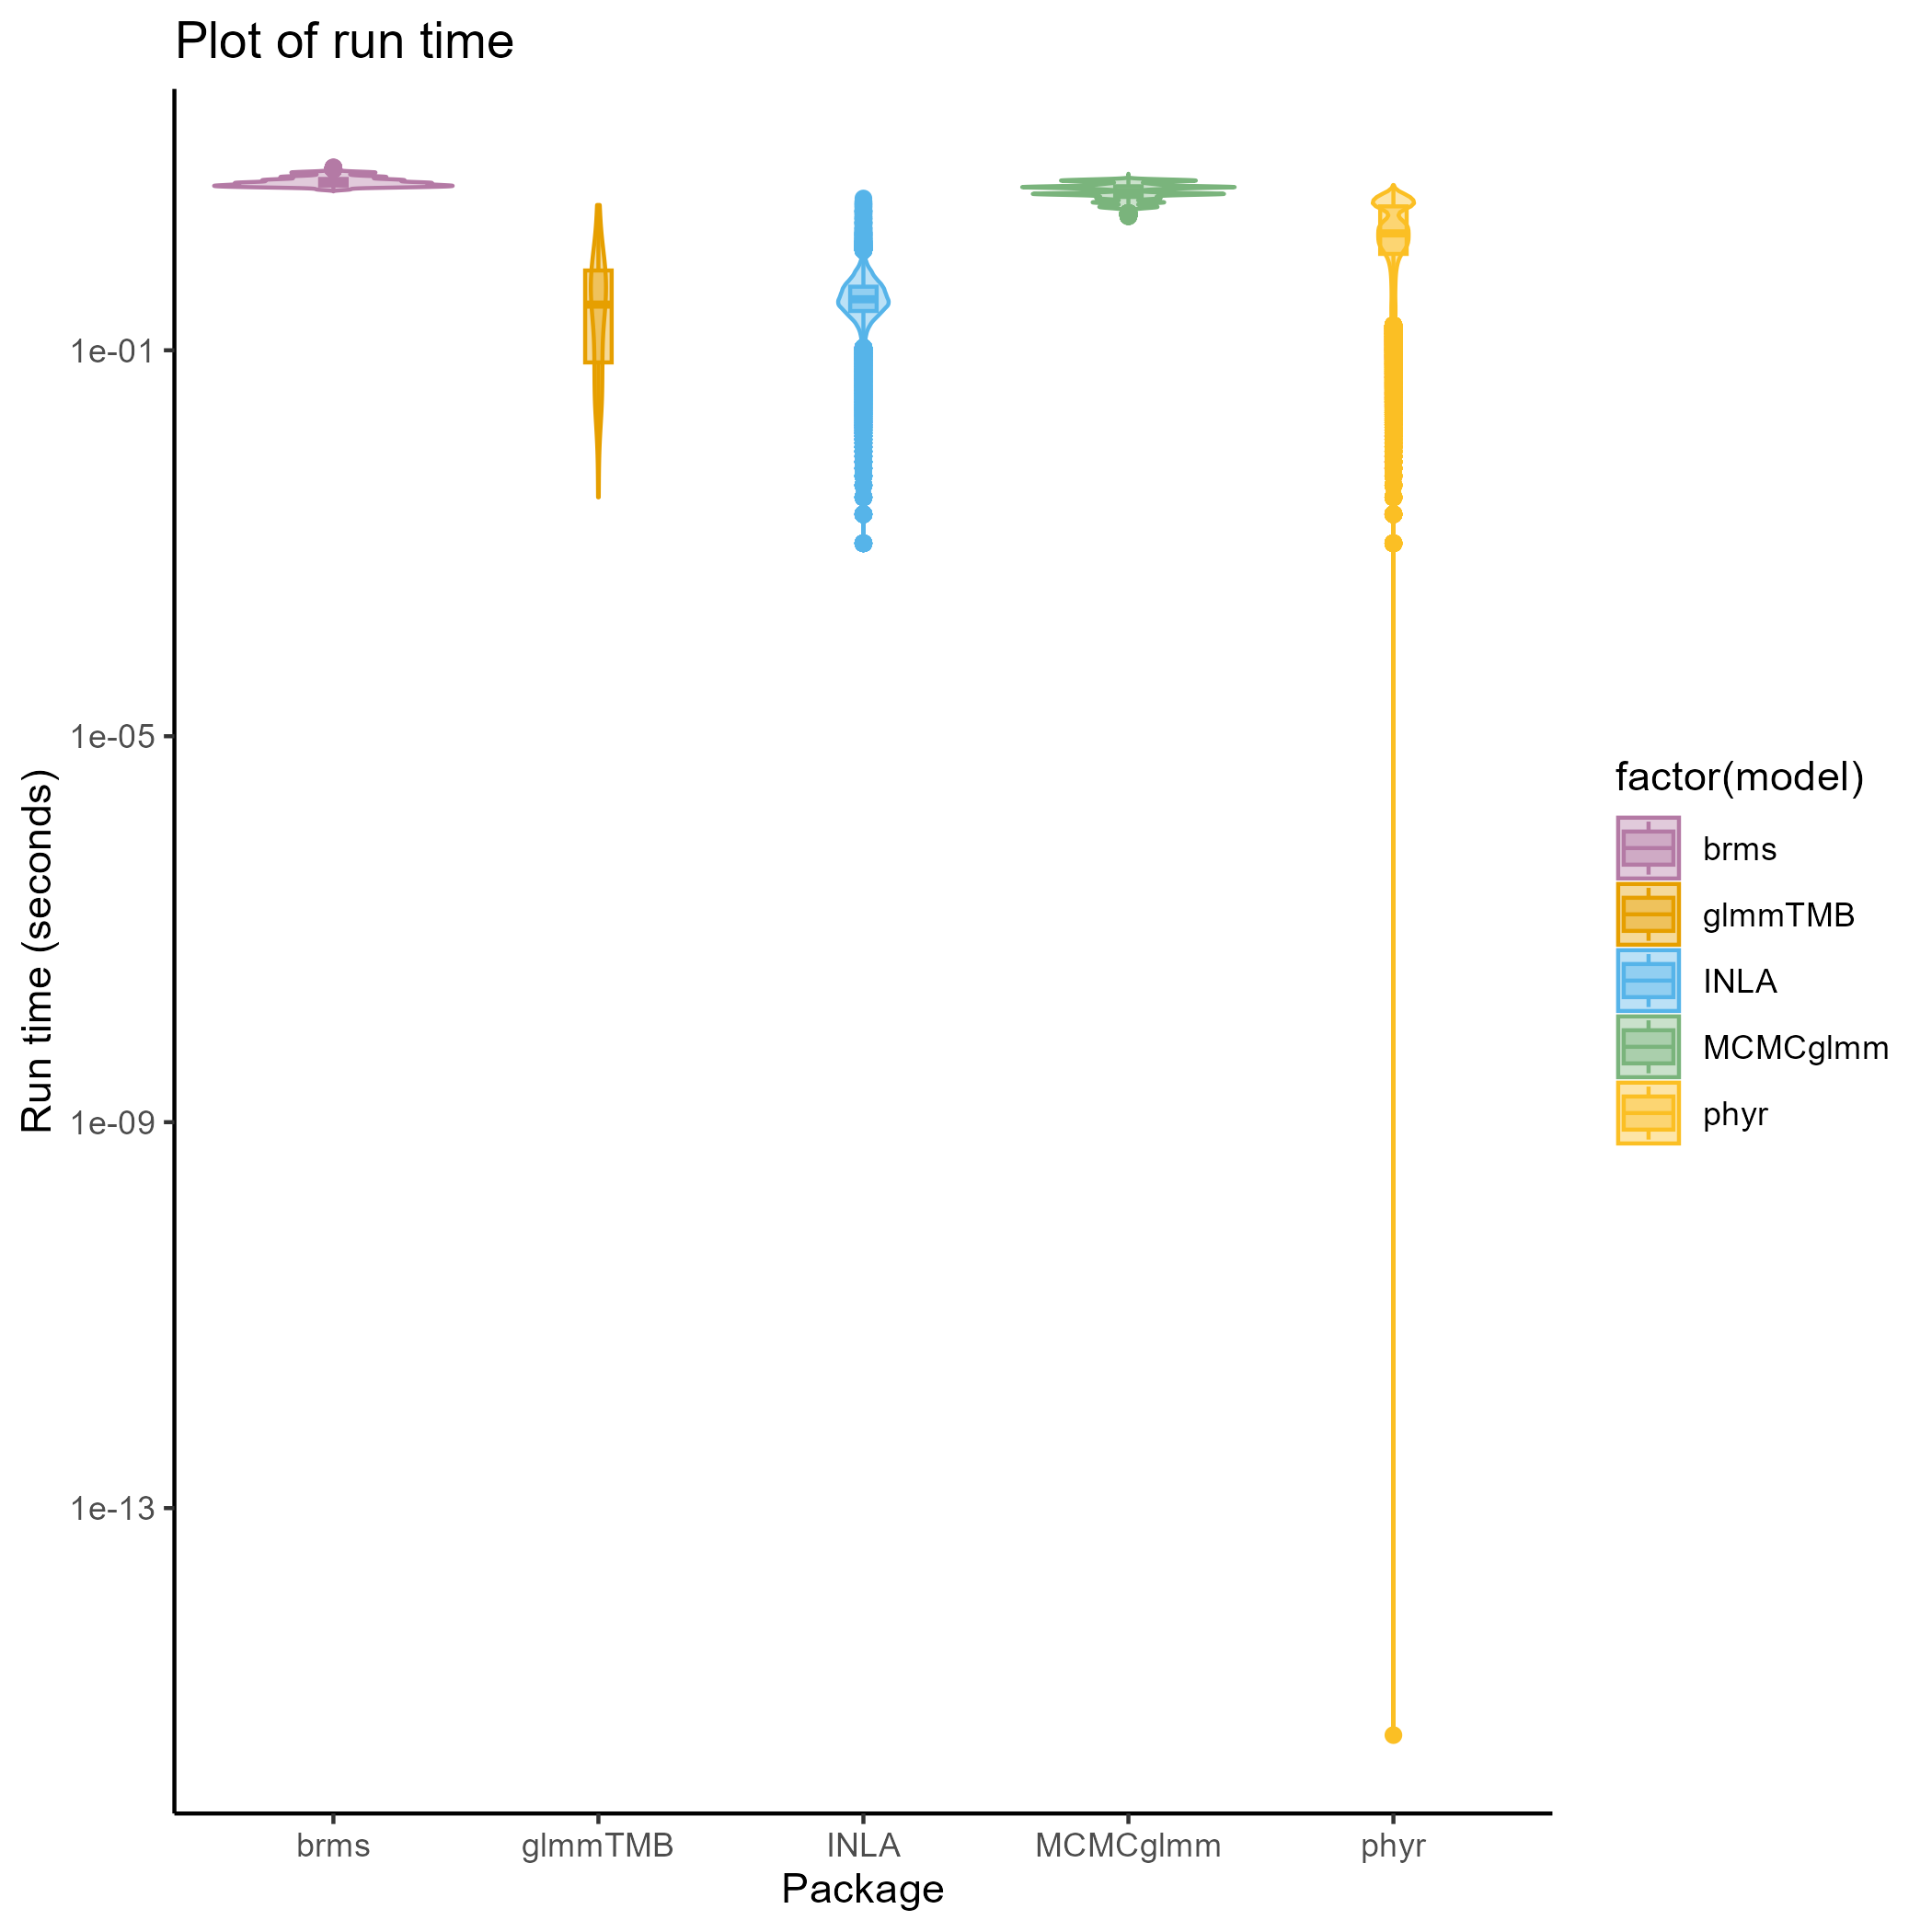 Plot of run time
Run time (seconds)
1e-01
1e-05
1e-09
1e-13
brms
glmmTMB
INLA
MCMCglmm
phyr
Package
factor(model)
brms
glmmTMB
INLA
MCMCglmm
phyr